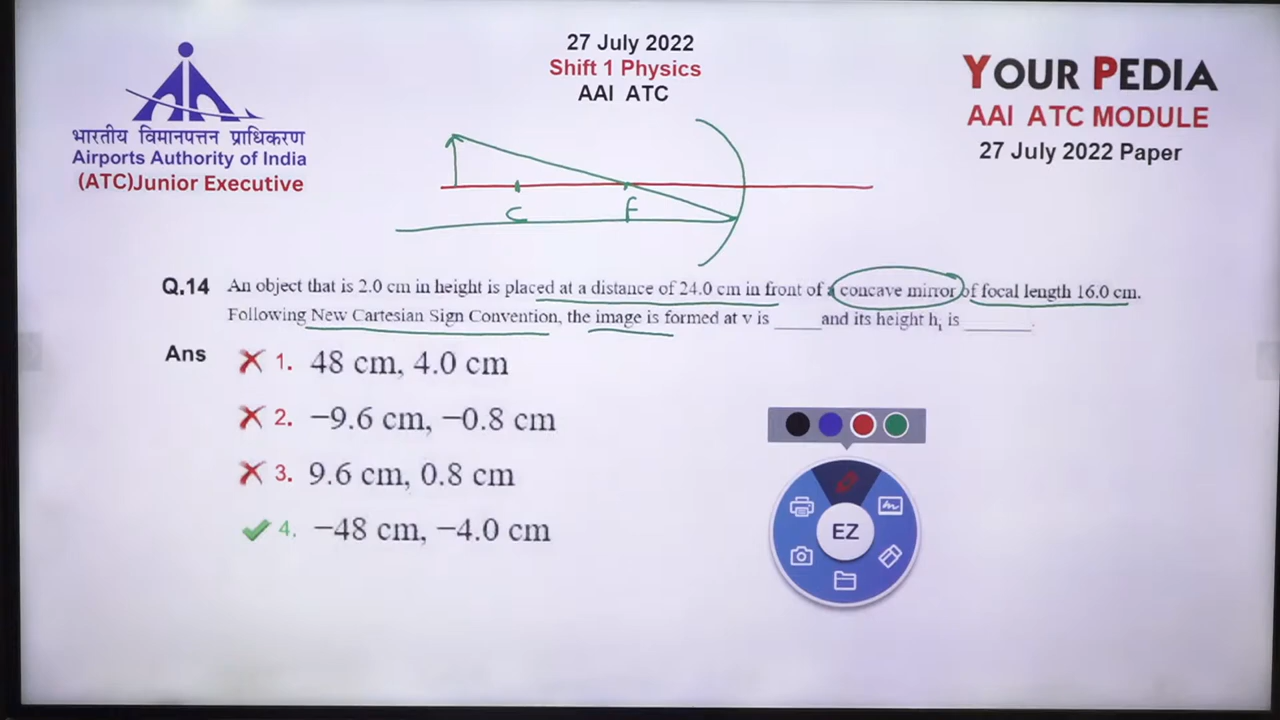 27 July 2022
Shift 1 Physics
AAI ATC
भारतीय विमानपत्तन प्राधिकरण
Airports Authority of India
(ATC)Junior Executive
YOUR PEDIA
AAI ATC MODULE
27 July 2022 Paper
C
F
Q.14 An object that is 2.0 cm in height is placed at a distance of 24.0 cm in front of a concave mirror of focal length 16.0 cm.
Following New Cartesian Sign Convention, the image is formed at v is _____and its height hi is _______.
Ans
1. 48 cm, 4.0 cm
2. −9.6 cm, −0.8 cm
3. 9.6 cm, 0.8 cm
4. −48 cm, −4.0 cm
EZ